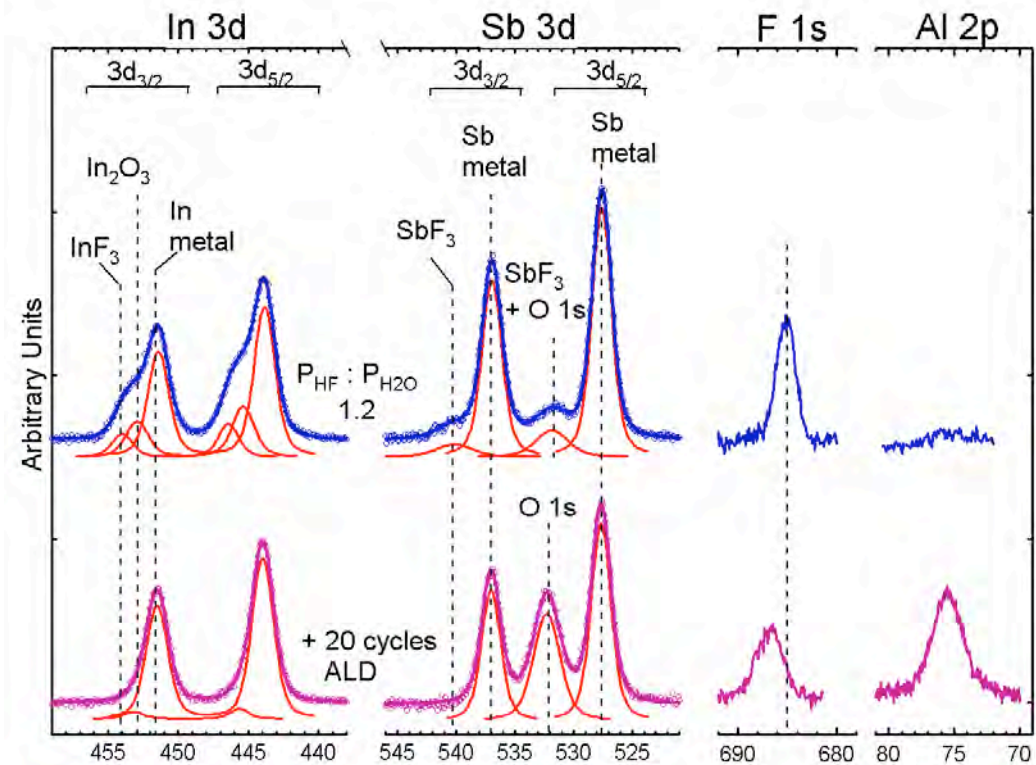 In 3d
Sb 3d
F 1s
Al 2p
3d3/2
3d5/2
3d3/2
3d5/2
Sb
metal
Sb
metal
In2O3
In
metal
InF3
SbF3
SbF3
+ O 1s
PHF : PH2O
1.2
Arbitrary Units
O 1s
+ 20 cycles
ALD
455 450 445 440
545 540 535 530 525
690 680
80 75 70